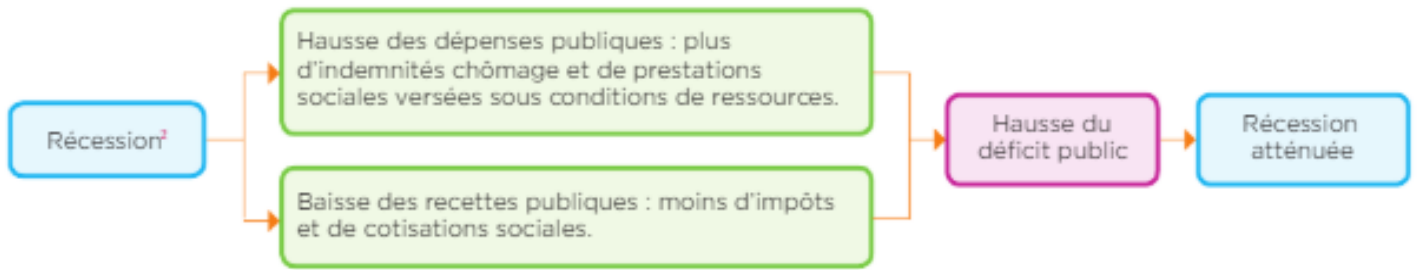 Récession²
Hausse des dépenses publiques : plus
d'indemnités chômage et de prestations
sociales versées sous conditions de ressources.
Baisse des recettes publiques : moins d'impôts
et de cotisations sociales.
Hausse du
déficit public
Récession
atténuée